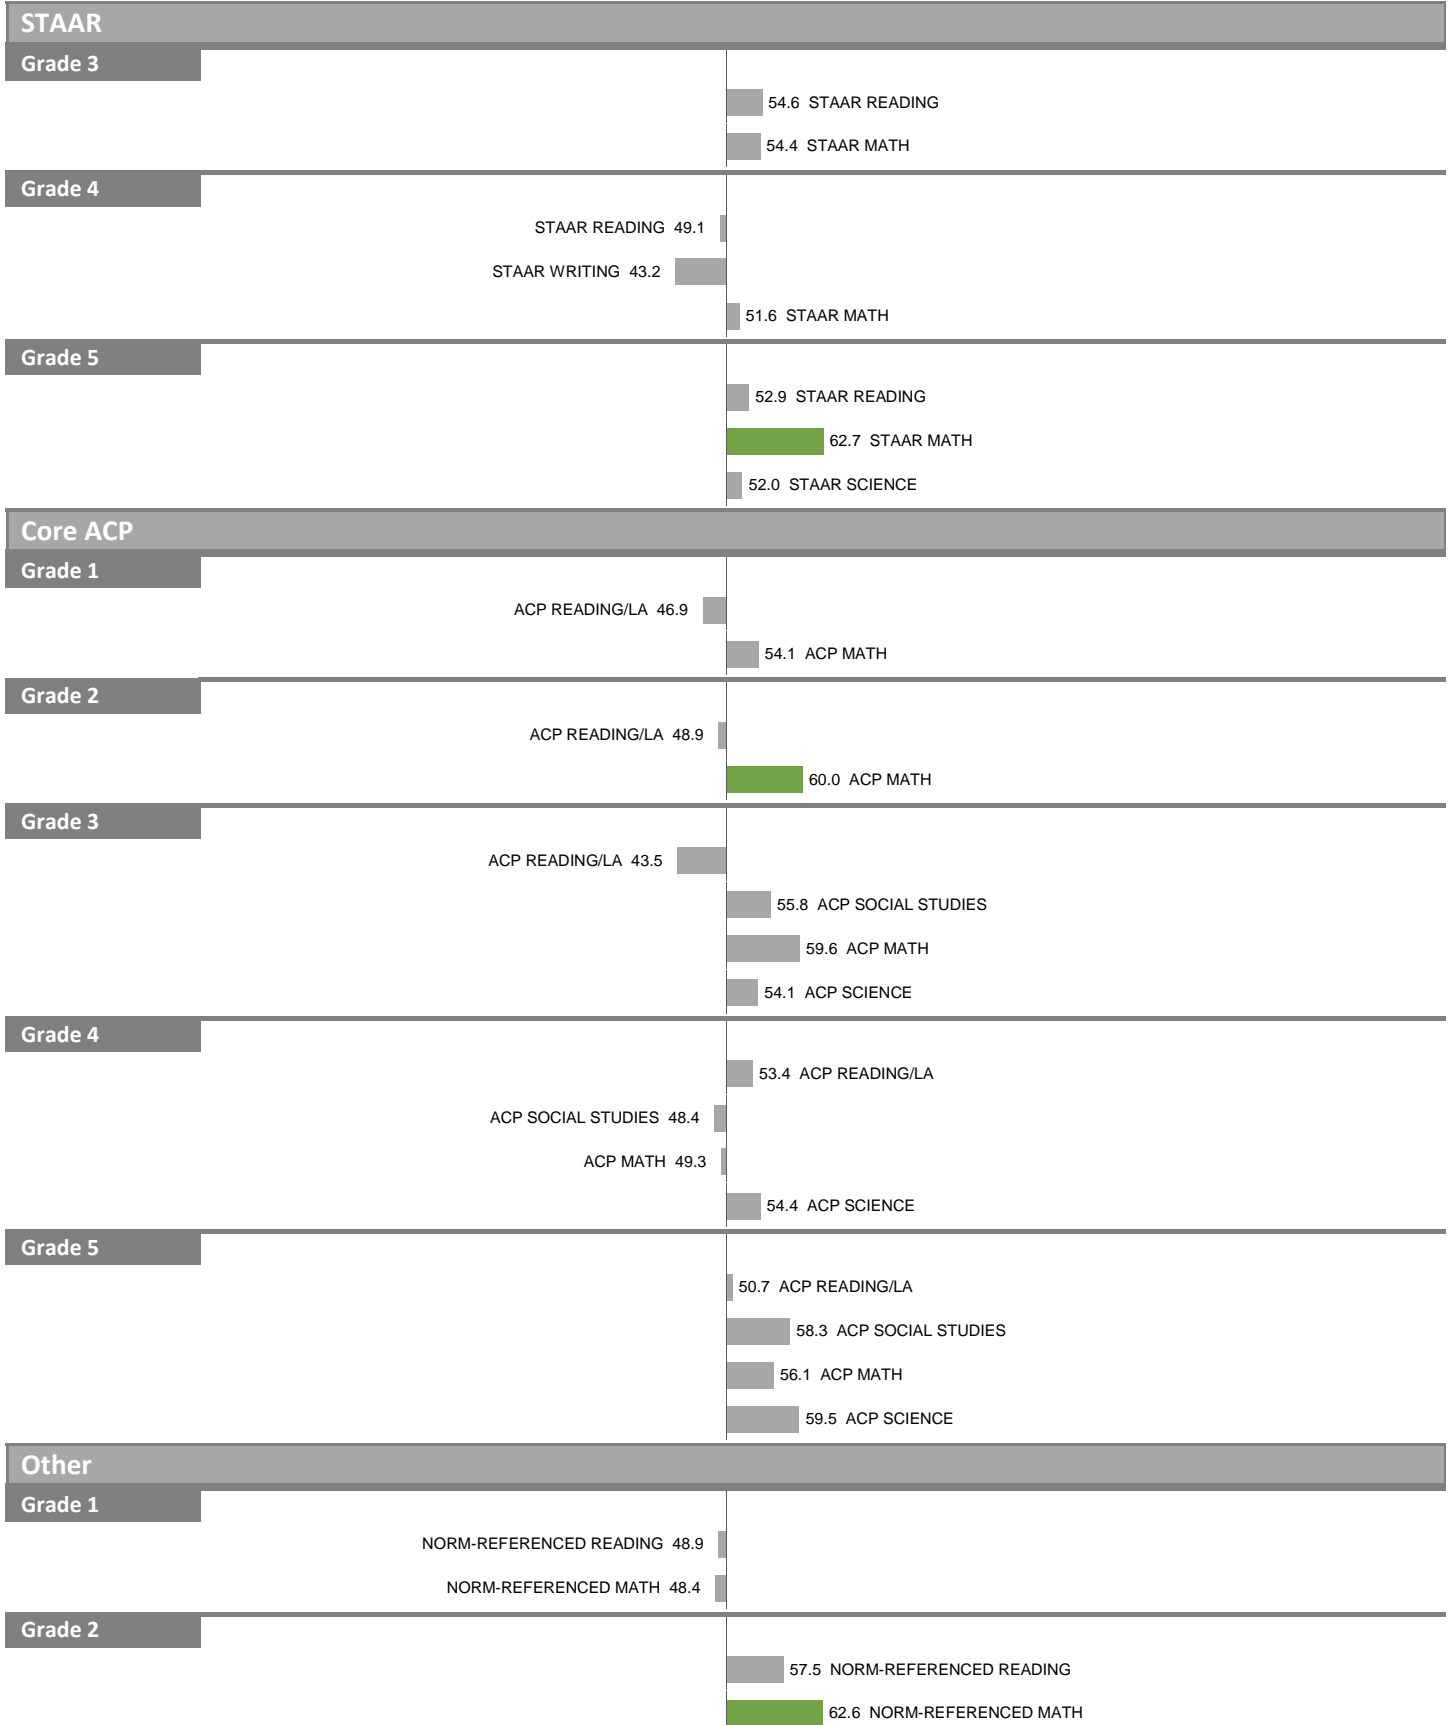 STAAR
Grade 3
54.6 STAAR READING
54.4 STAAR MATH
Grade 4
STAAR READING 49.1
STAAR WRITING 43.2
51.6 STAAR MATH
Grade 5
52.9 STAAR READING
62.7 STAAR MATH
52.0 STAAR SCIENCE
Core ACP
Grade 1
ACP READING/LA 46.9
54.1 ACP MATH
Grade 2
ACP READING/LA 48.9
60.0 ACP MATH
Grade 3
ACP READING/LA 43.5
55.8 ACP SOCIAL STUDIES
59.6 ACP MATH
54.1 ACP SCIENCE
Grade 4
53.4 ACP READING/LA
ACP SOCIAL STUDIES 48.4
ACP MATH 49.3
54.4 ACP SCIENCE
Grade 5
50.7 ACP READING/LA
58.3 ACP SOCIAL STUDIES
56.1 ACP MATH
59.5 ACP SCIENCE
Other
Grade 1
NORM-REFERENCED READING 48.9
NORM-REFERENCED MATH 48.4
Grade 2
57.5 NORM-REFERENCED READING
62.6 NORM-REFERENCED MATH